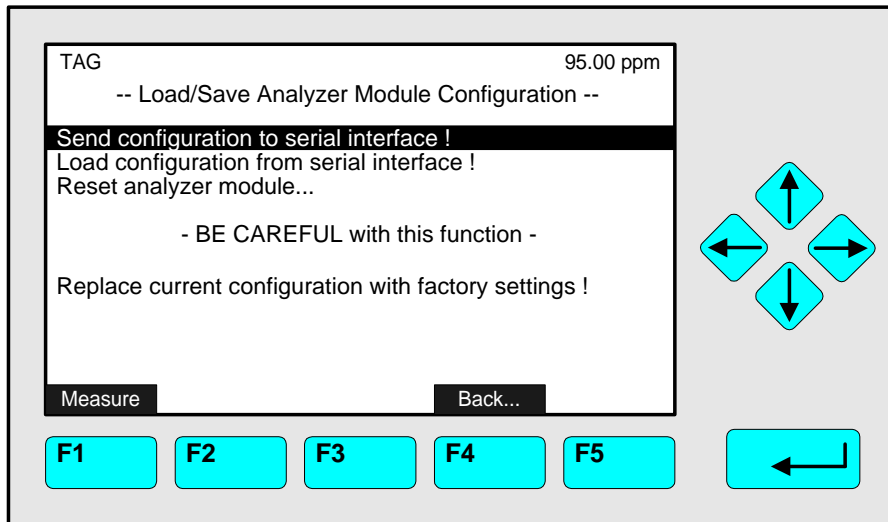 TAG 95.00 ppm
-- Load/Save Analyzer Module Configuration --
Send configuration to serial interface !
Load configuration from serial interface !
Reset analyzer module...
- BE CAREFUL with this function -
Replace current configuration with factory settings !
Measure Back...
F1 F2 F3 F4 F5